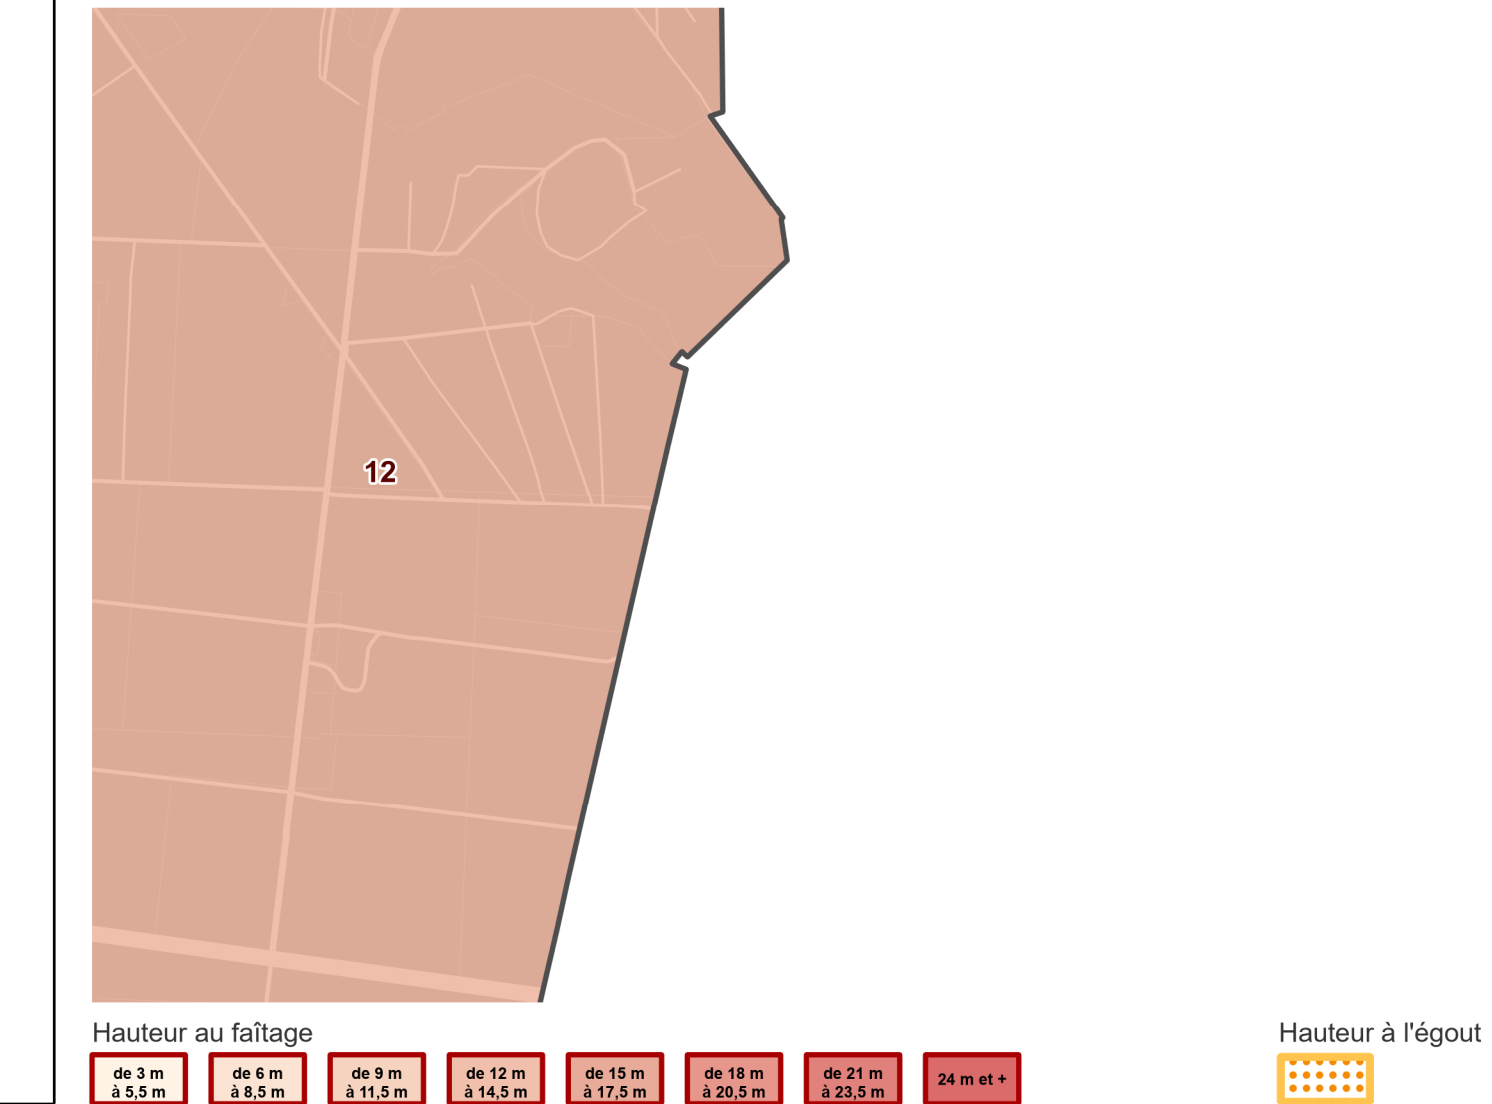 12
Hauteur au faîtage
Hauteur à l'égout
de 3 m
à 5,5 m
de 6 m
à 8,5 m
de 9 m
à 11,5 m
de 12 m
à 14,5 m
de 15 m
à 17,5 m
de 18 m
à 20,5 m
de 21 m
à 23,5 m
24 m et +